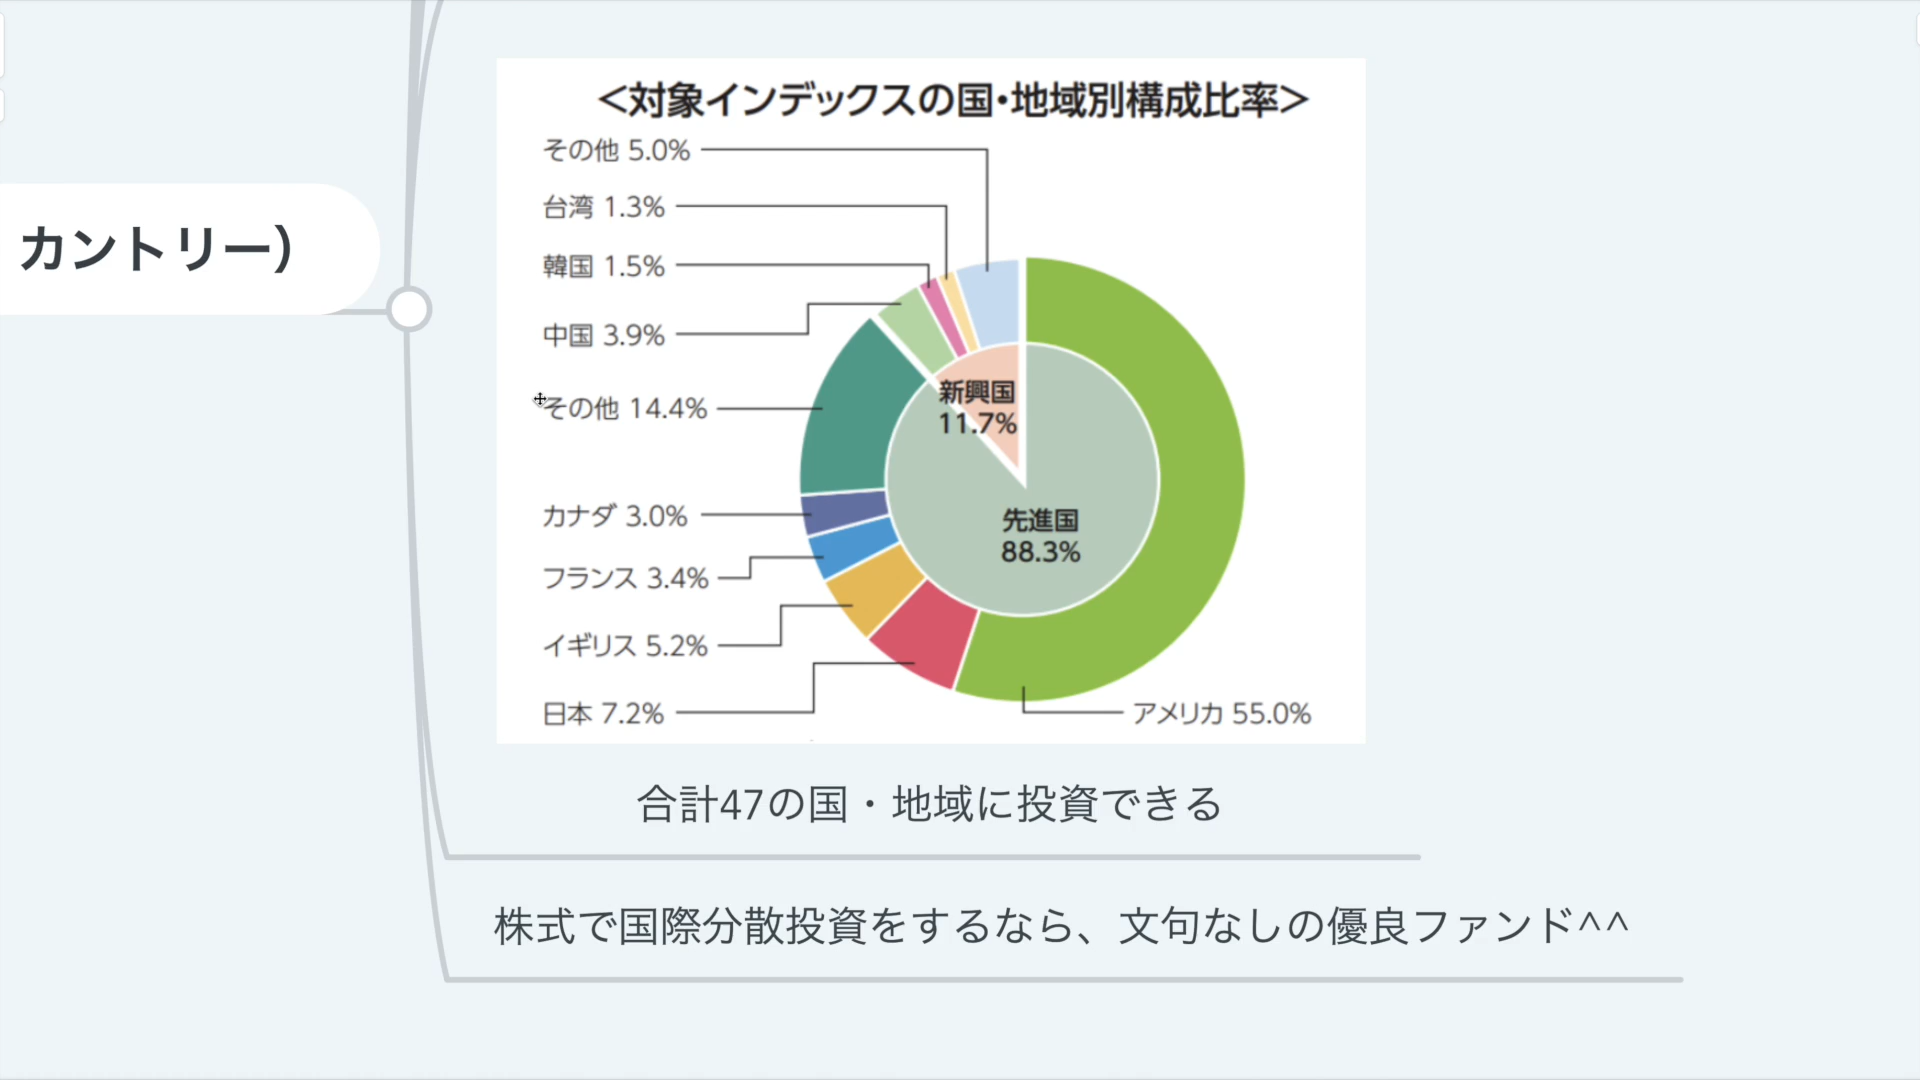 カントリー）
＜対象インデックスの国・地域別構成比率＞
その他 5.0%
台湾 1.3%
韓国 1.5%
中国 3.9%
その他 14.4%
カナダ 3.0%
フランス 3.4%
イギリス 5.2%
日本 7.2%
アメリカ 55.0%
新興国
11.7%
先進国
88.3%
合計47の国・地域に投資できる
株式で国際分散投資をするなら、文句なしの優良ファンド^^